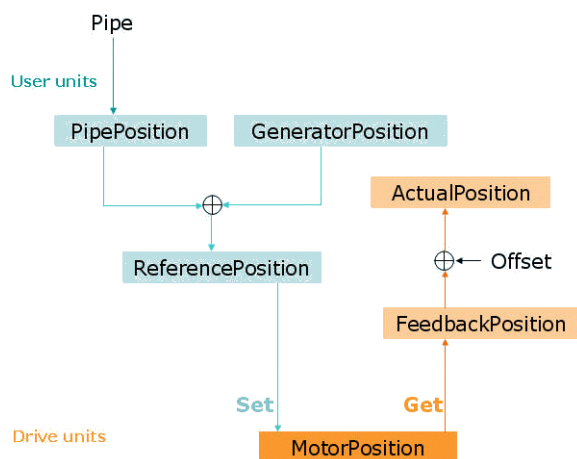 Pipe
User units
PipePosition
GeneratorPosition
ActualPosition
Offset
ReferencePosition
FeedbackPosition
Set
Get
Drive units
MotorPosition